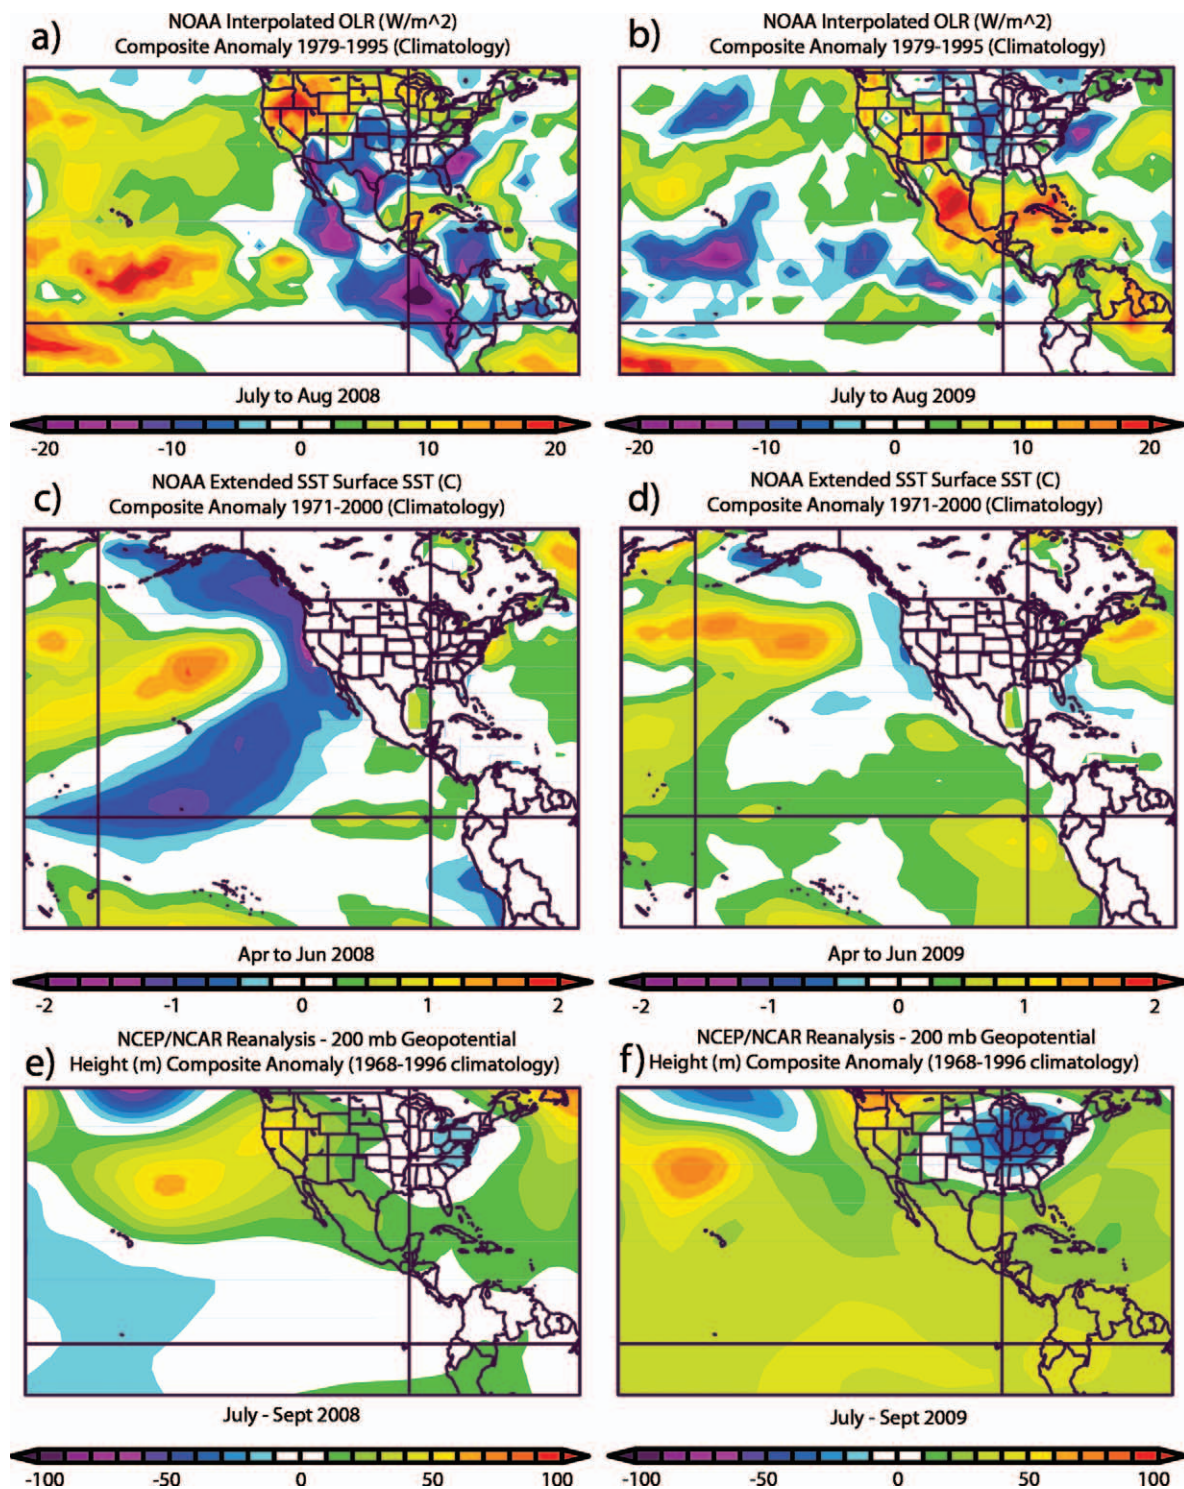 a)
NOAA Interpolated OLR (W/m^2)
Composite Anomaly 1979-1995 (Climatology)
July to Aug 2008
-20 -10 0 10 20
b)
NOAA Interpolated OLR (W/m^2)
Composite Anomaly 1979-1995 (Climatology)
July to Aug 2009
-20 -10 0 10 20
c)
NOAA Extended SST Surface SST (C)
Composite Anomaly 1971-2000 (Climatology)
Apr to Jun 2008
-2 -1 0 1 2
d)
NOAA Extended SST Surface SST (C)
Composite Anomaly 1971-2000 (Climatology)
Apr to Jun 2009
-2 -1 0 1 2
e)
NCEP/NCAR Reanalysis - 200 mb Geopotential
Height (m) Composite Anomaly (1968-1996 climatology)
July - Sept 2008
-100 -50 0 50 100
f)
NCEP/NCAR Reanalysis - 200 mb Geopotential
Height (m) Composite Anomaly (1968-1996 climatology)
July - Sept 2009
-100 -50 0 50 100